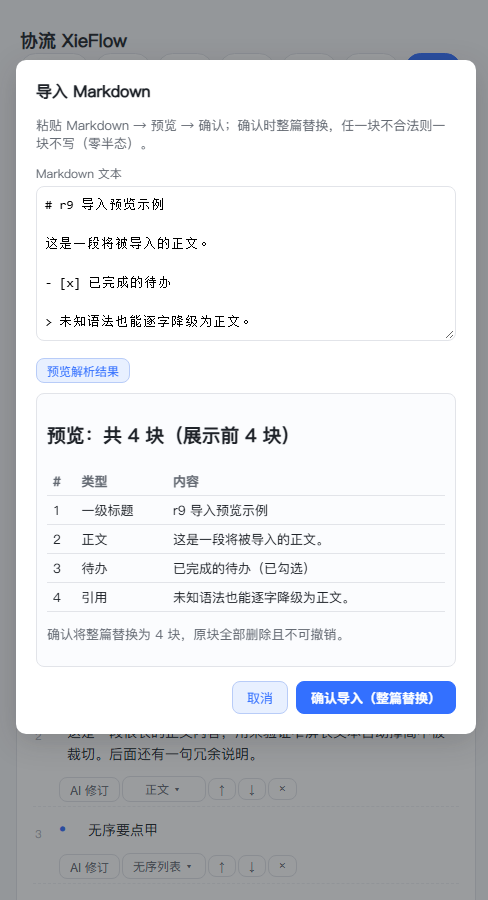 协流 XieFlow
导入 Markdown
粘贴 Markdown → 预览 → 确认；确认时整篇替换，任一块不合法则一
块不写（零半态）。
Markdown 文本
# r9 导入预览示例
这是一段将被导入的正文。
- [x] 已完成的待办
> 未知语法也能逐字降级为正文。
预览解析结果
预览：共 4 块（展示前 4 块）
# 类型 内容
1 一级标题 r9 导入预览示例
2 正文 这是一段将被导入的正文。
3 待办 已完成的待办（已勾选）
4 引用 未知语法也能逐字降级为正文。
确认将整篇替换为 4 块，原块全部删除且不可撤销。
取消 确认导入（整篇替换）
2
裁切。后面还有一句冗余说明。
AI 修订 正文 ▾ ↑ ↓ ×
3 • 无序要点甲
AI 修订 无序列表 ▾ ↑ ↓ ×